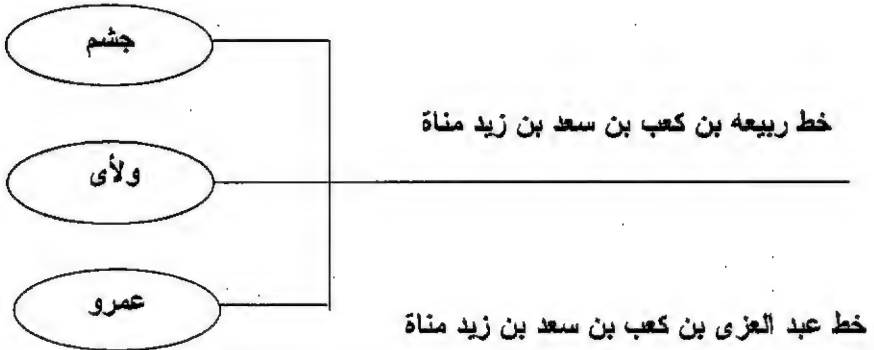 جشم
خط ربيعه بن كعب بن سعد بن زيد مناة
ولأى
عمرو
خط عبد العزى بن كعب بن سعد بن زيد مناة